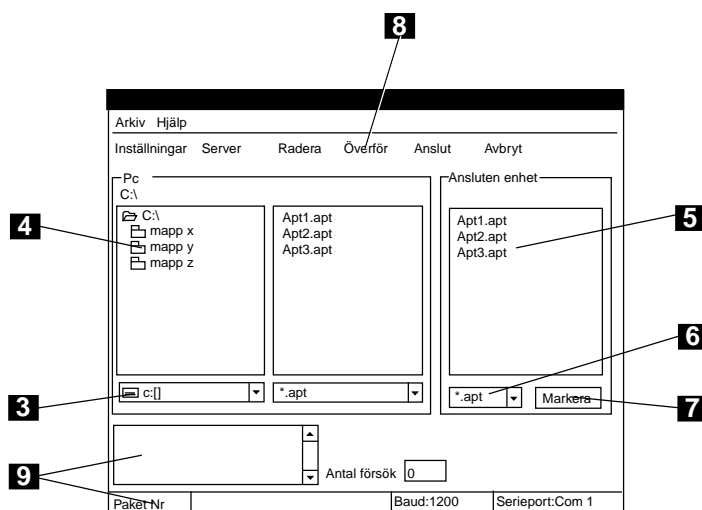 8
Arkiv Hjälp
Inställningar Server Radera Överför Anslut Avbryt
Pc
Ansluten enhet
C:\
C:\
mapp x
mapp y
mapp z
Apt1.apt
Apt2.apt
Apt3.apt
Apt1.apt
Apt2.apt
Apt3.apt
4
5
6
3
c:[]
*.apt
*.apt
Markera
7
9
Antal försök 0
Paket Nr
Baud:1200
Serieport:Com 1